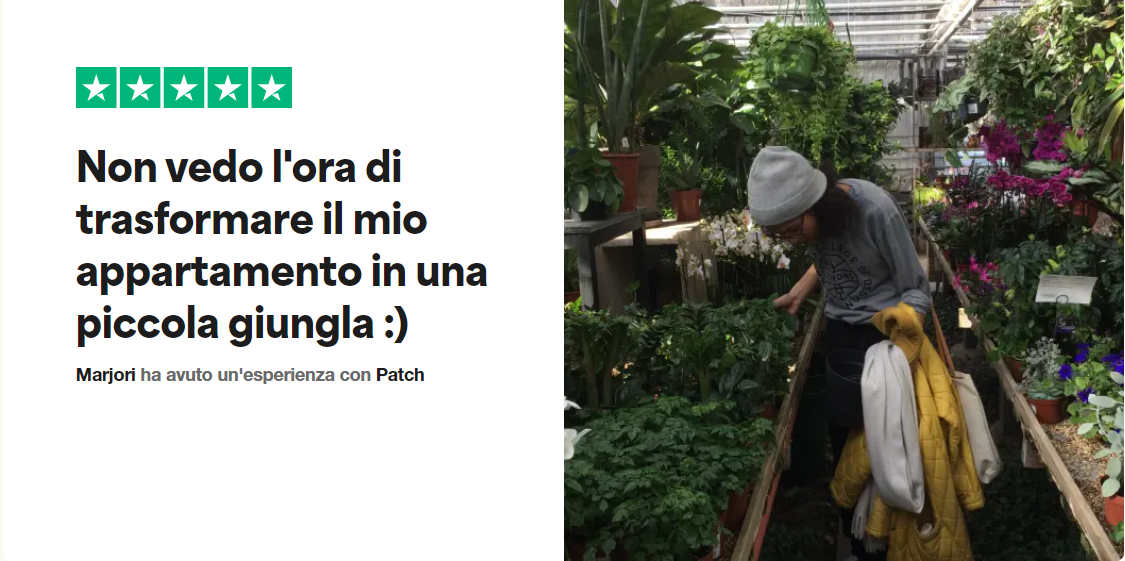 Non vedo l'ora di
trasformare il mio
appartamento in una
piccola giungla :)
Marjori ha avuto un'esperienza con Patch